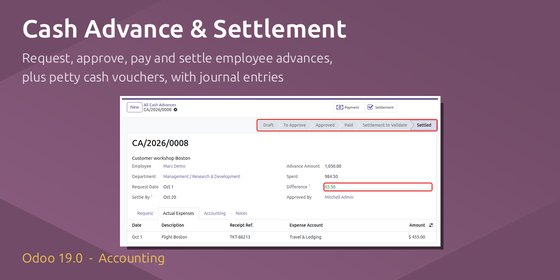 Cash Advance & Settlement
Request, approve, pay and settle employee advances,
plus petty cash vouchers, with journal entries
New
All Cash Advances
CA/2026/0008
Payment
Settlement
Draft
To Approve
Approved
Paid
Settlement to Validate
Settled
CA/2026/0008
Customer workshop Boston
Employee Marc Demo
Advance Amount 1,050.00
Department Management / Research & Development
Spent 984.50
Request Date Oct 1
Difference ? 65.50
Settle By ? Oct 20
Approved By Mitchell Admin
Request
Actual Expenses
Accounting
Notes
Date Description Receipt Ref. Expense Account Amount
Oct 1 Flight Boston TKT-88213 Travel & Lodging
Odoo 19.0 - Accounting